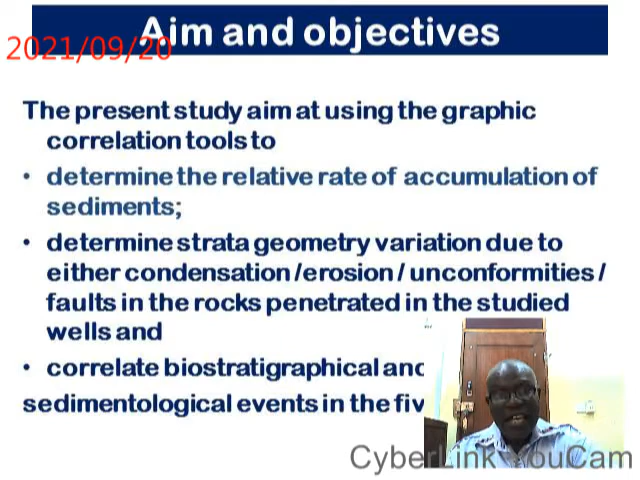 Aim and objectives
2021/09/20
The present study aim at using the graphic
correlation tools to
• determine the relative rate of accumulation of
sediments;
• determine strata geometry variation due to
either condensation /erosion / unconformities /
faults in the rocks penetrated in the studied
wells and
• correlate biostratigraphical and
sedimentological events in the
CyberLink YouCam